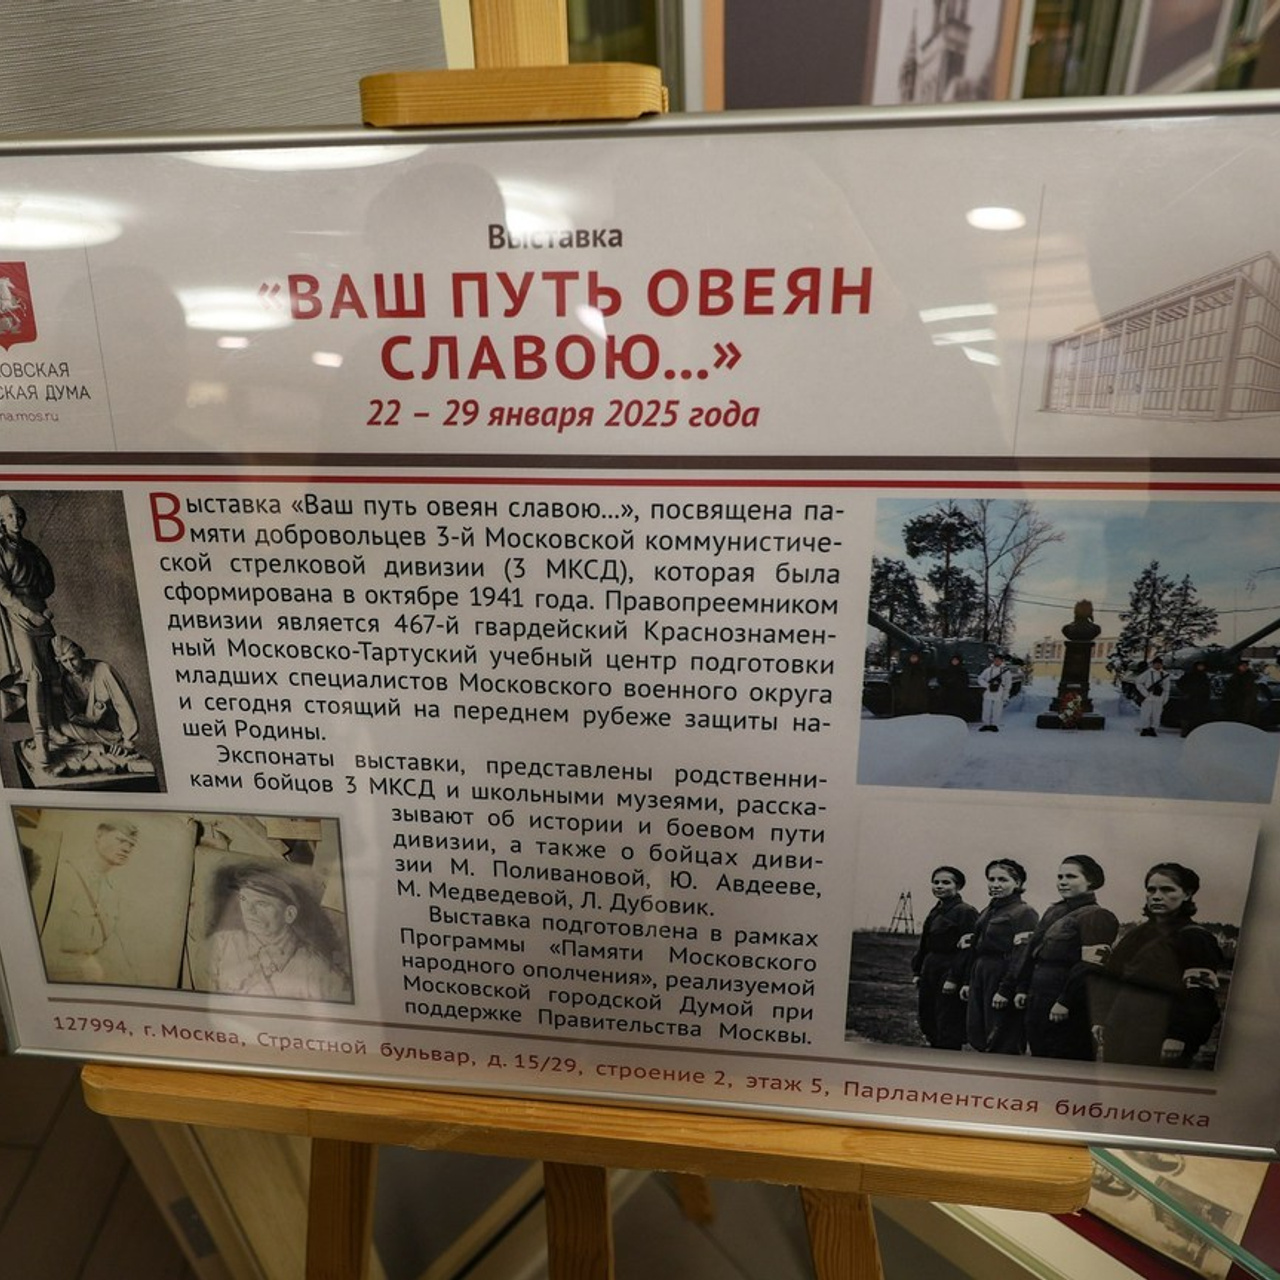 Выставка
«ВАШ ПУТЬ ОВЕЯН
СЛАВОЮ...»
22 – 29 января 2025 года
ОВСКАЯ
СКАЯ ДУМА
ma.mos.ru
Выставка «Ваш путь овеян славою...», посвящена па-
мяти добровольцев 3-й Московской коммунистиче-
ской стрелковой дивизии (3 МКСД), которая была
сформирована в октябре 1941 года. Правопреемником
дивизии является 467-й гвардейский Краснознамен-
ный Московско-Тартуский учебный центр подготовки
младших специалистов Московского военного округа
и сегодня стоящий на переднем рубеже защиты на-
шей Родины.
Экспонаты выставки, представлены родственни-
ками бойцов 3 МКСД и школьными музеями, расска-
зывают об истории и боевом пути
дивизии, а также о бойцах диви-
зии М. Поливановой, Ю. Авдееве,
М. Медведевой, Л. Дубовик.
Выставка подготовлена в рамках
Программы «Памяти Московского
народного ополчения», реализуемой
Московской городской Думой при
поддержке Правительства Москвы.
127994, г. Москва, Страстной бульвар, д. 15/29, строение 2, этаж 5, Парламентская библиотека